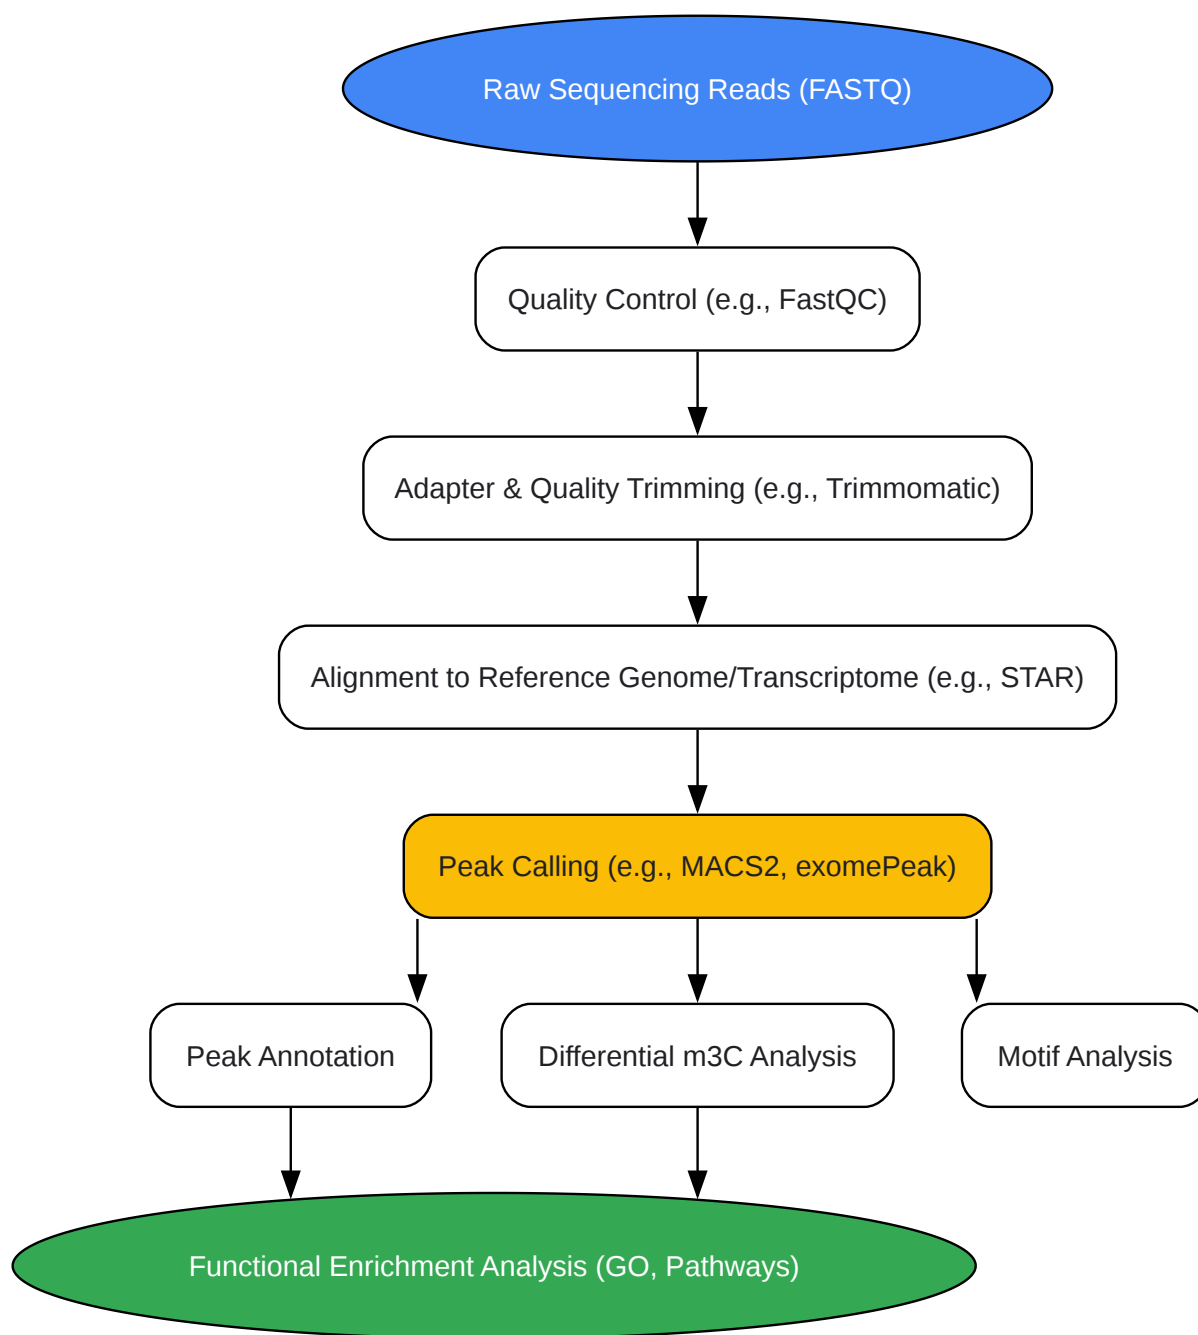 Raw Sequencing Reads (FASTQ)
Quality Control (e.g., FastQC)
Adapter & Quality Trimming (e.g., Trimmomatic)
Alignment to Reference Genome/Transcriptome (e.g., STAR)
Peak Calling (e.g., MACS2, exomePeak)
Peak Annotation
Differential m3C Analysis
Motif Analysis
Functional Enrichment Analysis (GO, Pathways)